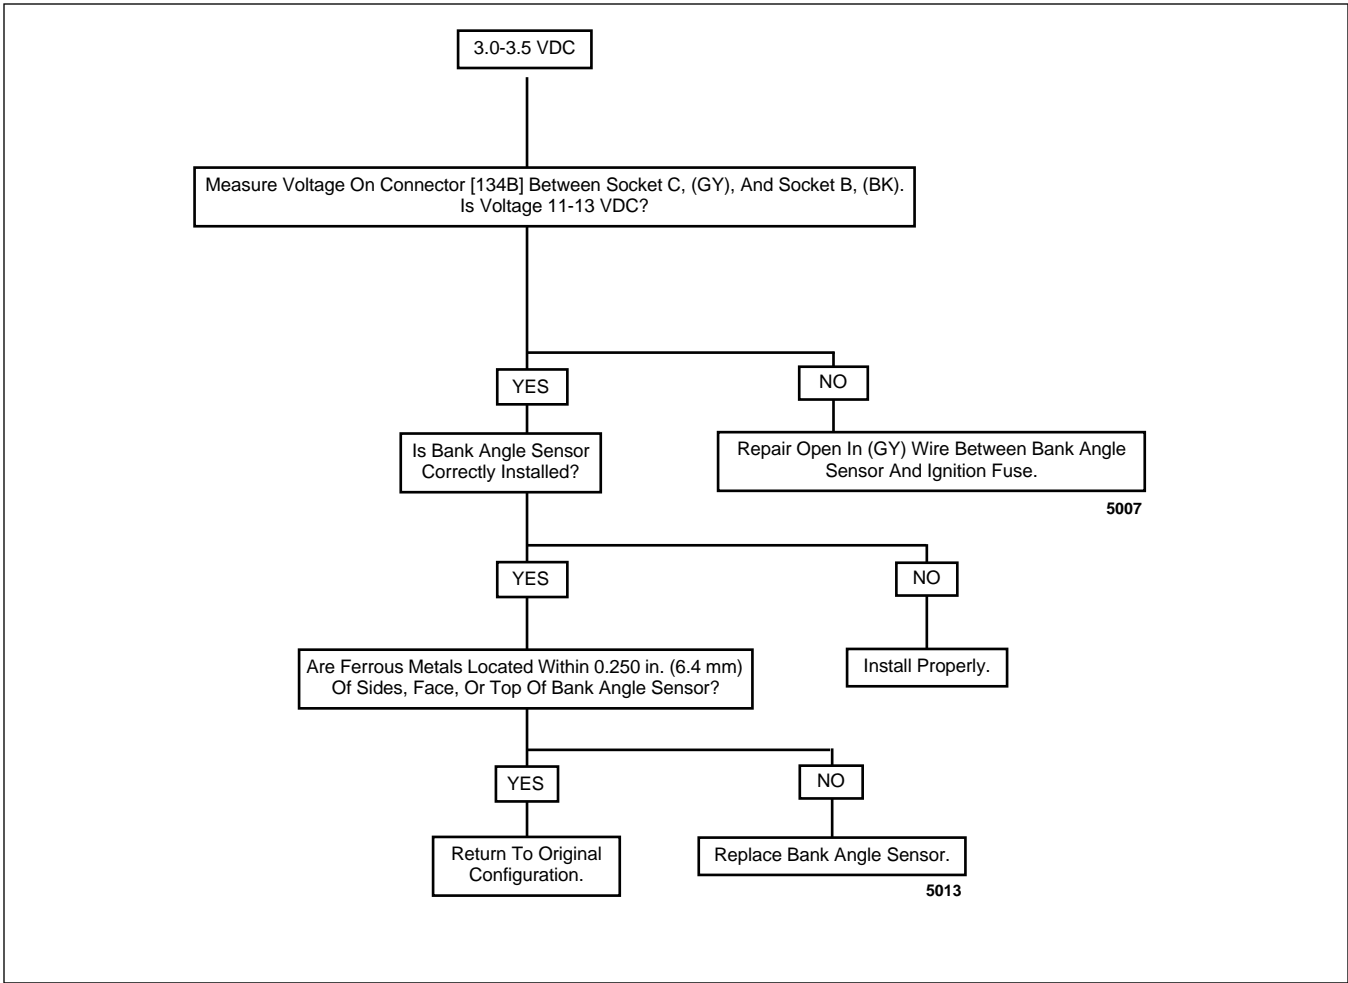 3.0-3.5 VDC
Measure Voltage On Connector [134B] Between Socket C, (GY), And Socket B, (BK).
Is Voltage 11-13 VDC?
YES
NO
Is Bank Angle Sensor
Correctly Installed?
Repair Open In (GY) Wire Between Bank Angle
Sensor And Ignition Fuse.
5007
YES
NO
Are Ferrous Metals Located Within 0.250 in. (6.4 mm)
Of Sides, Face, Or Top Of Bank Angle Sensor?
Install Properly.
YES
NO
Return To Original
Configuration.
Replace Bank Angle Sensor.
5013